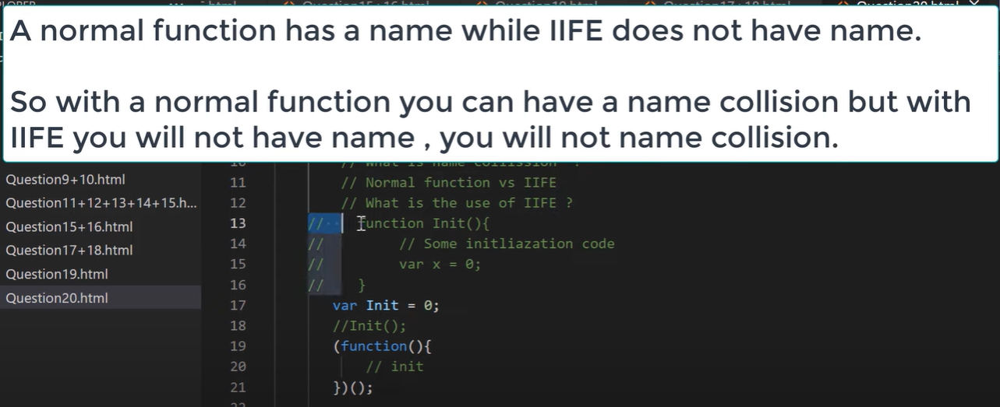 A normal function has a name while IIFE does not have name.
So with a normal function you can have a name collision but with
IIFE you will not have name , you will not name collision.
Question9+10.html
Question11+12+13+14+15.h...
Question15+16.html
Question17+18.html
Question19.html
Question20.html
11 // Normal function vs IIFE
12 // What is the use of IIFE ?
13 // function Init(){
14 // // Some initliazation code
15 // var x = 0;
16 // }
17 var Init = 0;
18 //Init();
19 (function(){
20 // init
21 })();